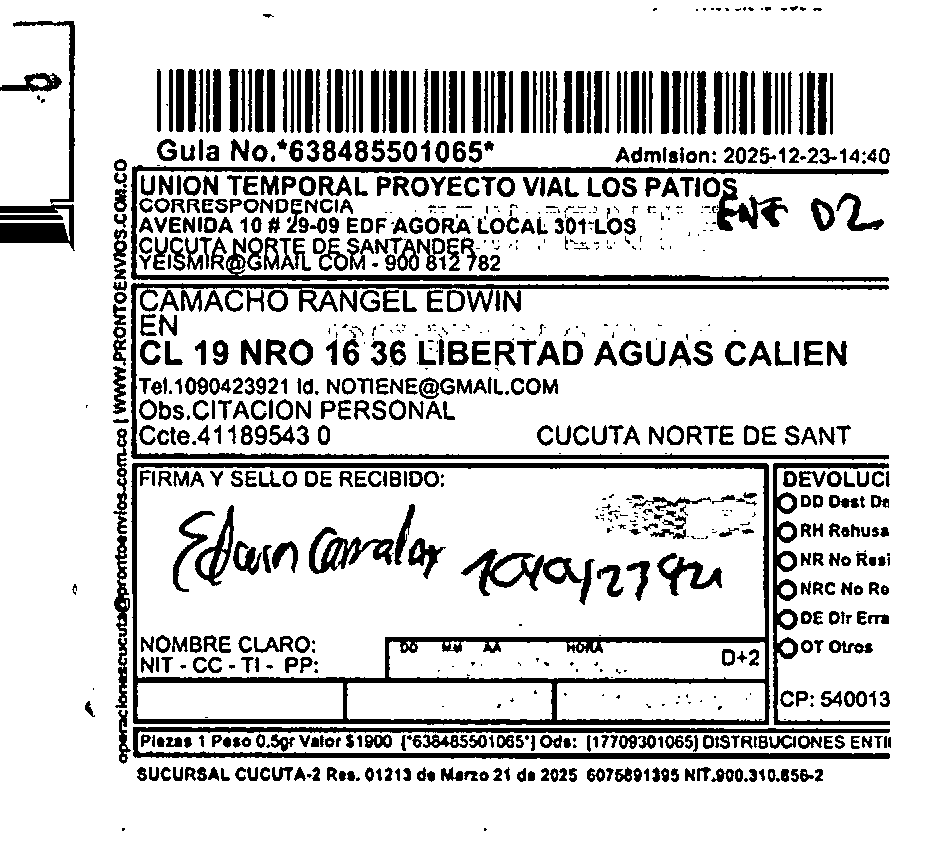 Guia No.*638485501065*
Admision: 2025-12-23-14:40
UNION TEMPORAL PROYECTO VIAL LOS PATIOS
CORRESPONDENCIA
ENT 02
AVENIDA 10 # 29-09 EDF AGORA LOCAL 301 LOS
CUCUTA NORTE DE SANTANDER
YEISMIR@GMAIL COM - 900 812 782
CAMACHO RANGEL EDWIN
EN
CL 19 NRO 16 36 LIBERTAD AGUAS CALIEN
Tel.1090423921 Id. NOTIENE@GMAIL.COM
Obs.CITACION PERSONAL
Ccte.41189543 0
CUCUTA NORTE DE SANT
FIRMA Y SELLO DE RECIBIDO:
Edwin
NOMBRE CLARO:
NIT - CC - TI - PP:
DD MM AA HORA
D+2
DEVOLUCI
DD Dest De
RH Rehusa
NR No Resi
NRC No Re
DE Dir Erra
OT Otros
CP: 540013
Piezas 1 Peso 0.5gr Valor $1900 [*638485501065*] Ods: [17709301065] DISTRIBUCIONES ENTI
SUCURSAL CUCUTA-2 Res. 01213 de Marzo 21 de 2025 6075891395 NIT.900.310.856-2
operacionescucuta@prontoenvios.com.co | WWW.PRONTOENVIOS.COM.CO